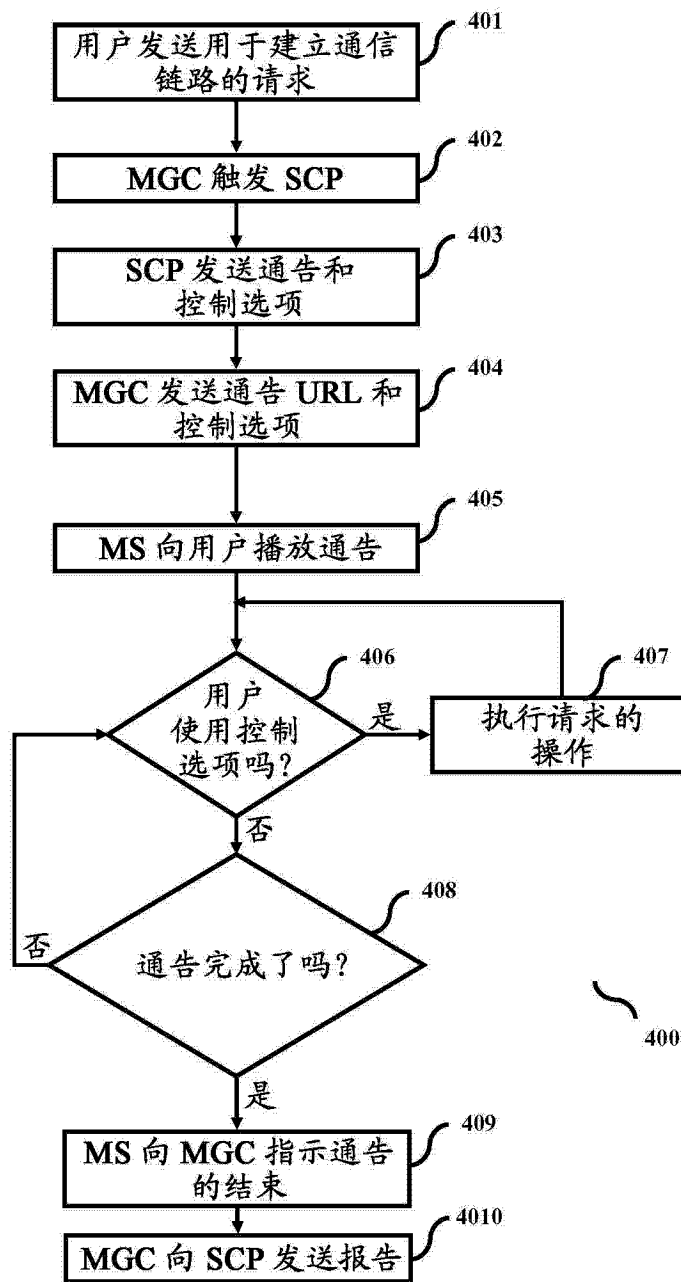 401
用户发送用于建立通信
链路的请求
402
MGC 触发 SCP
403
SCP 发送通告和
控制选项
404
MGC 发送通告 URL 和
控制选项
405
MS 向用户播放通告
406
用户
使用控制
选项吗?
是
407
执行请求的
操作
否
408
通告完成了吗?
否
400
是
409
MS 向 MGC 指示通告
的结束
4010
MGC 向 SCP 发送报告